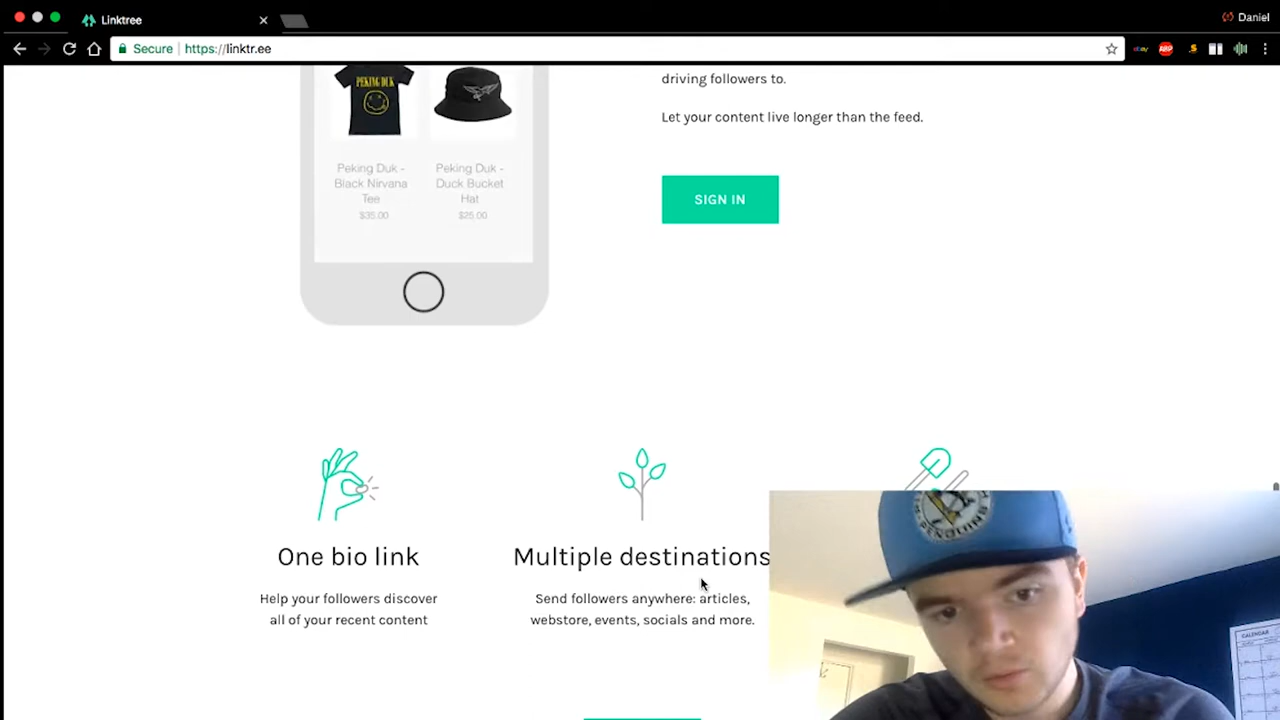 Linktree
Daniel
Secure https://linktr.ee
driving followers to.
Let your content live longer than the feed.
PEKING DUK
Peking Duk -
Black Nirvana
Tee
$35.00
Peking Duk -
Duck Bucket
Hat
$25.00
SIGN IN
One bio link
Help your followers discover
all of your recent content
Multiple destinations
Send followers anywhere: articles,
webstore, events, socials and more.
PENGUINS
CALENDAR